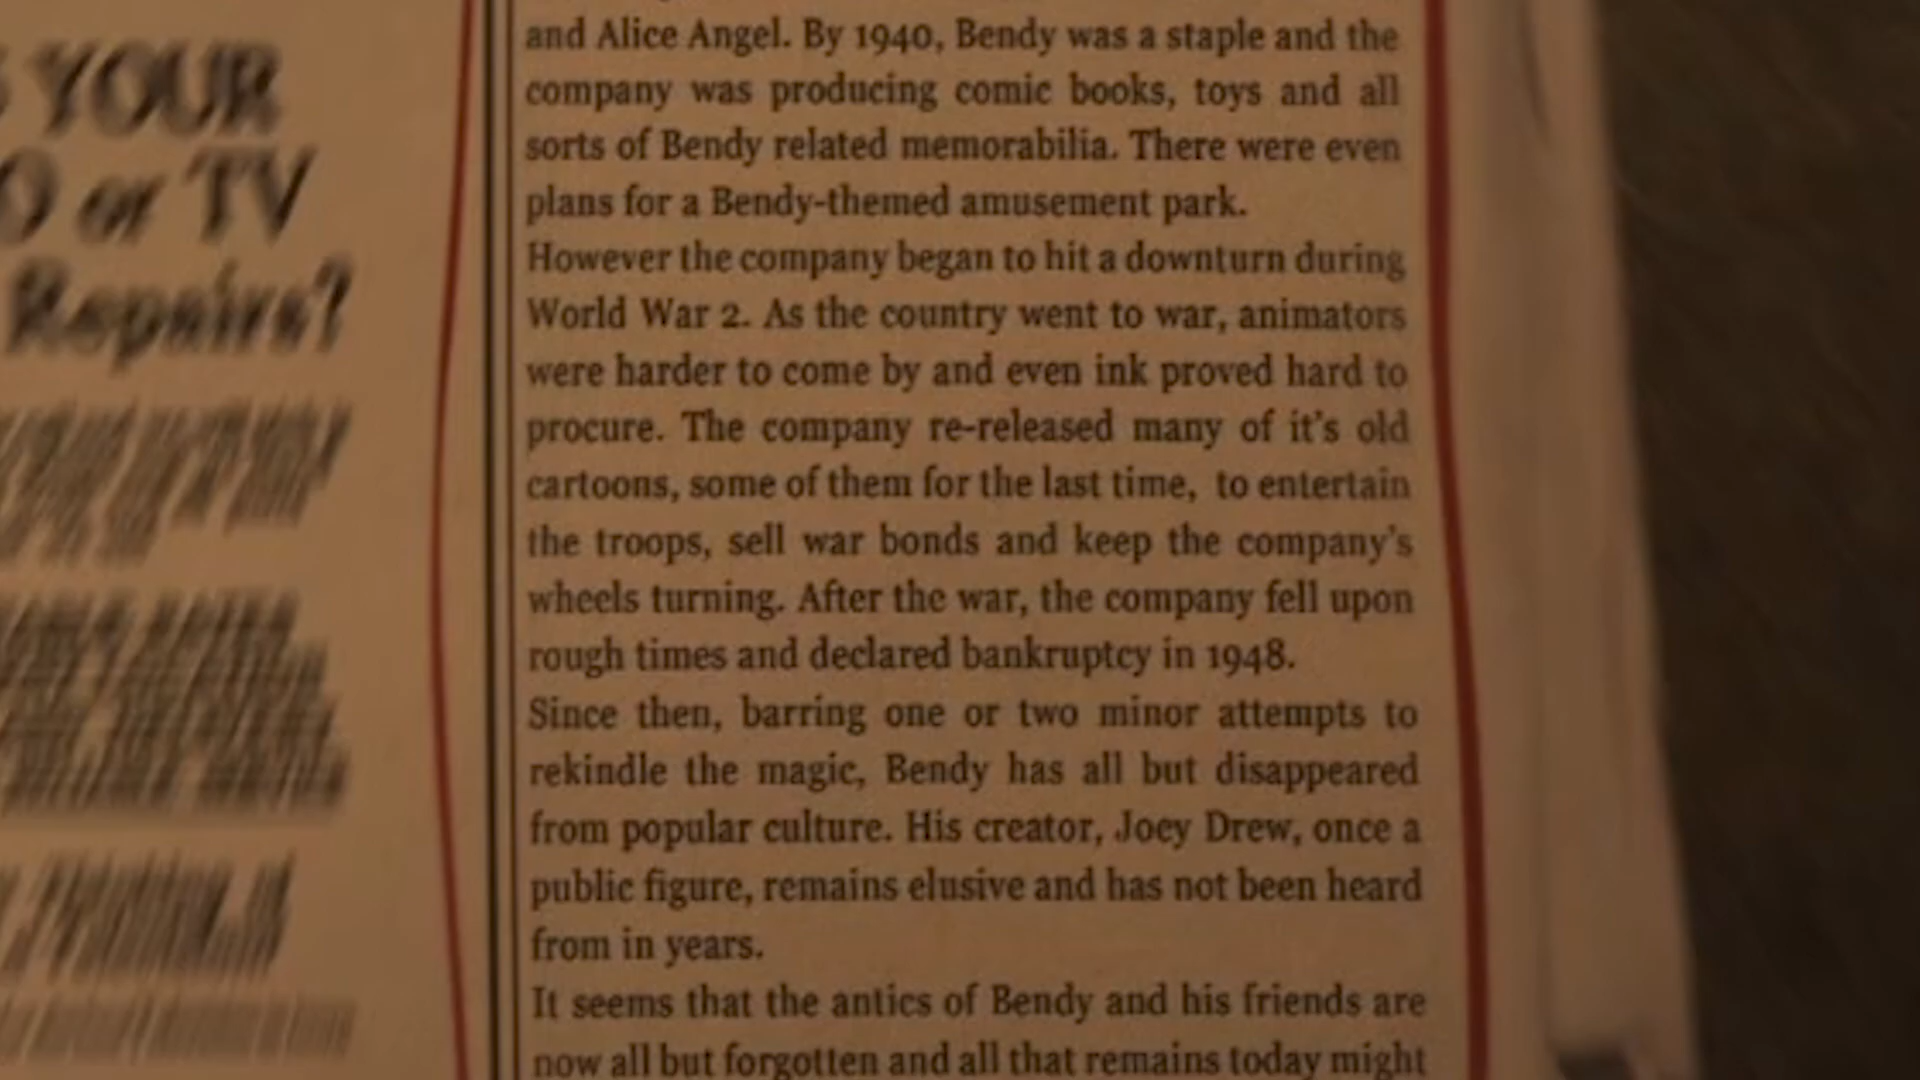 YOUR
or TV
Repairs?
and Alice Angel. By 1940, Bendy was a staple and the
company was producing comic books, toys and all
sorts of Bendy related memorabilia. There were even
plans for a Bendy-themed amusement park.
However the company began to hit a downturn during
World War 2. As the country went to war, animators
were harder to come by and even ink proved hard to
procure. The company re-released many of it's old
cartoons, some of them for the last time, to entertain
the troops, sell war bonds and keep the company's
wheels turning. After the war, the company fell upon
rough times and declared bankruptcy in 1948.
Since then, barring one or two minor attempts to
rekindle the magic, Bendy has all but disappeared
from popular culture. His creator, Joey Drew, once a
public figure, remains elusive and has not been heard
from in years.
It seems that the antics of Bendy and his friends are
now all but forgotten and all that remains today might